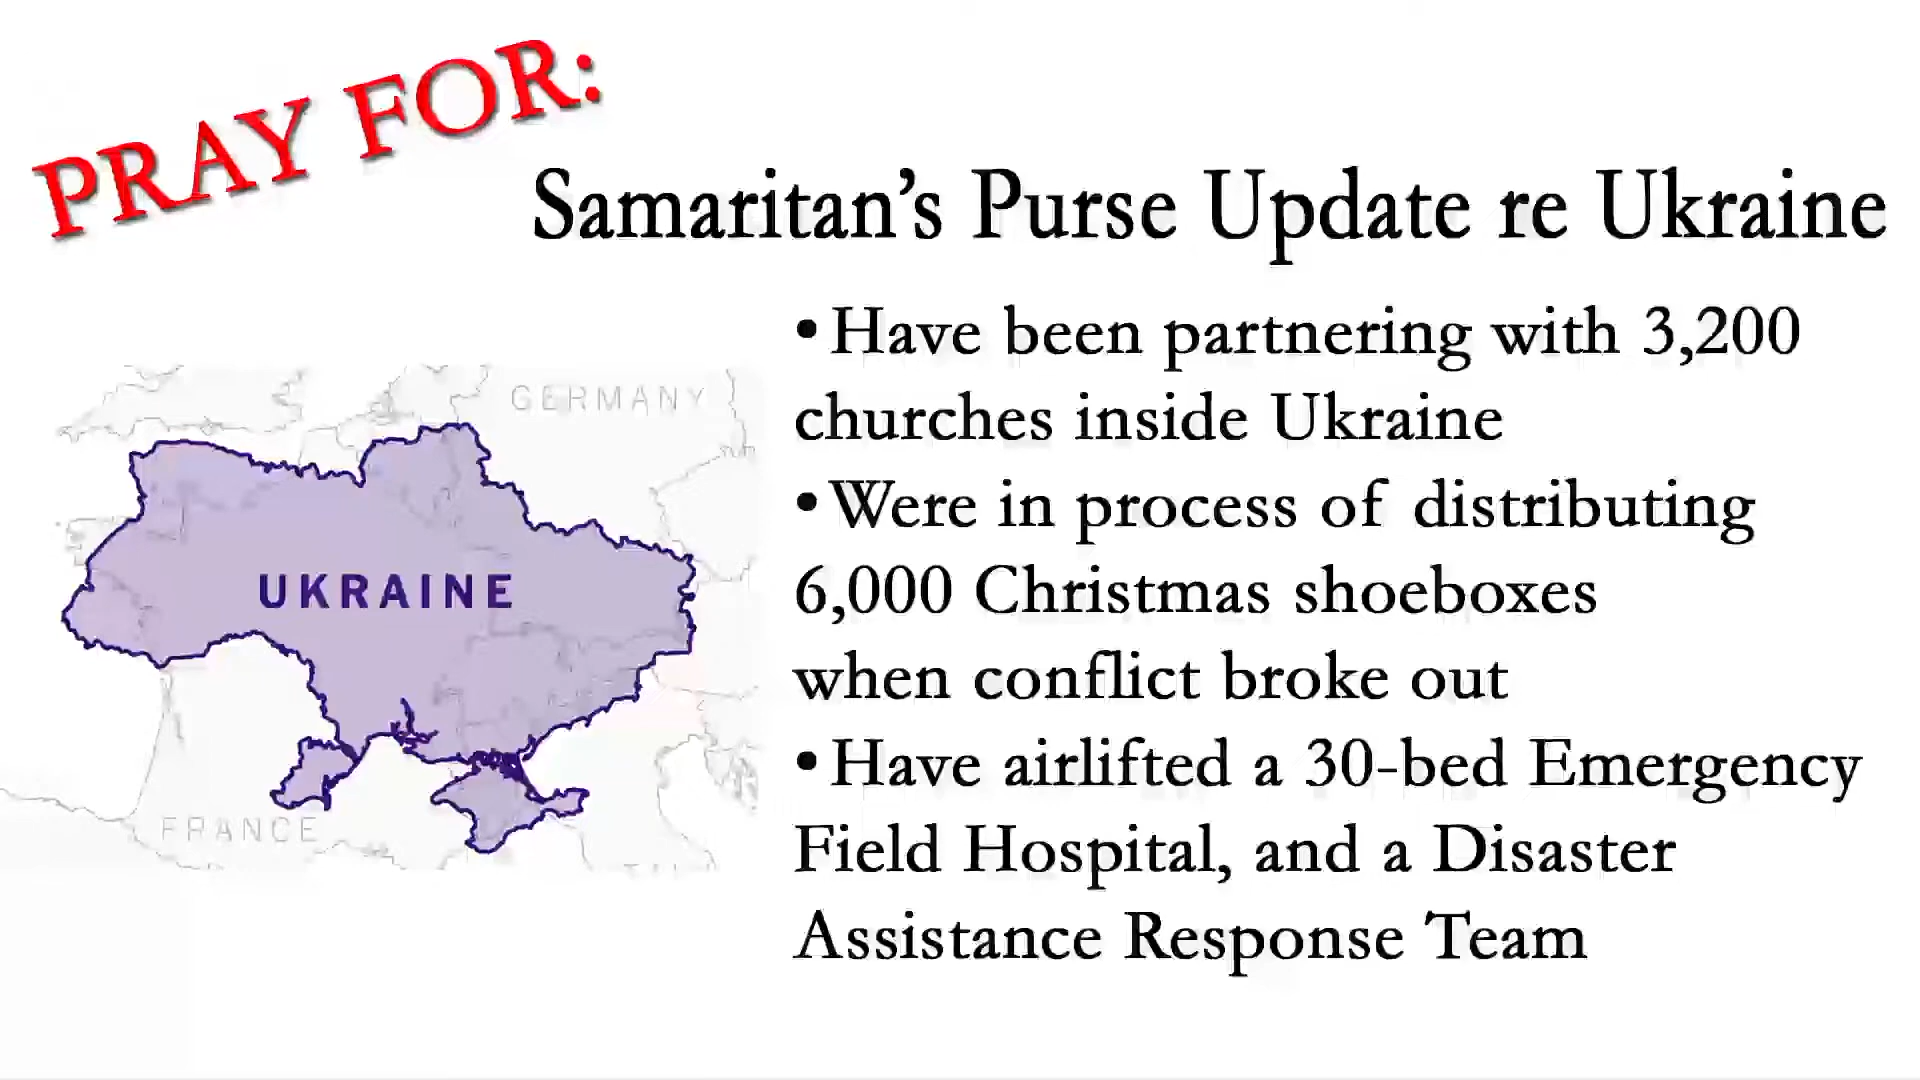 PRAY FOR:
Samaritan's Purse Update re Ukraine
•Have been partnering with 3,200
churches inside Ukraine
•Were in process of distributing
6,000 Christmas shoeboxes
when conflict broke out
•Have airlifted a 30-bed Emergency
Field Hospital, and a Disaster
Assistance Response Team
GERMANY
UKRAINE
FRANCE